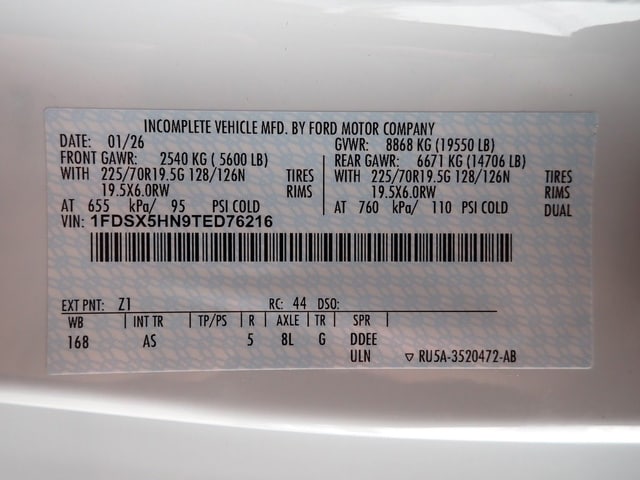 INCOMPLETE VEHICLE MFD. BY FORD MOTOR COMPANY
DATE: 01/26 GVWR: 8868 KG (19550 LB)
FRONT GAWR: 2540 KG ( 5600 LB) REAR GAWR: 6671 KG (14706 LB)
WITH 225/70R19.5G 128/126N TIRES WITH 225/70R19.5G 128/126N TIRES
19.5X6.0RW RIMS 19.5X6.0RW RIMS
AT 655 kPa/ 95 PSI COLD AT 760 kPa/ 110 PSI COLD DUAL
VIN: 1FDSX5HN9TED76216
EXT PNT: Z1 RC: 44 DSO:
WB INT TR TP/PS R AXLE TR SPR
168 AS 5 8L G DDEE
ULN ▽ RU5A-3520472-AB